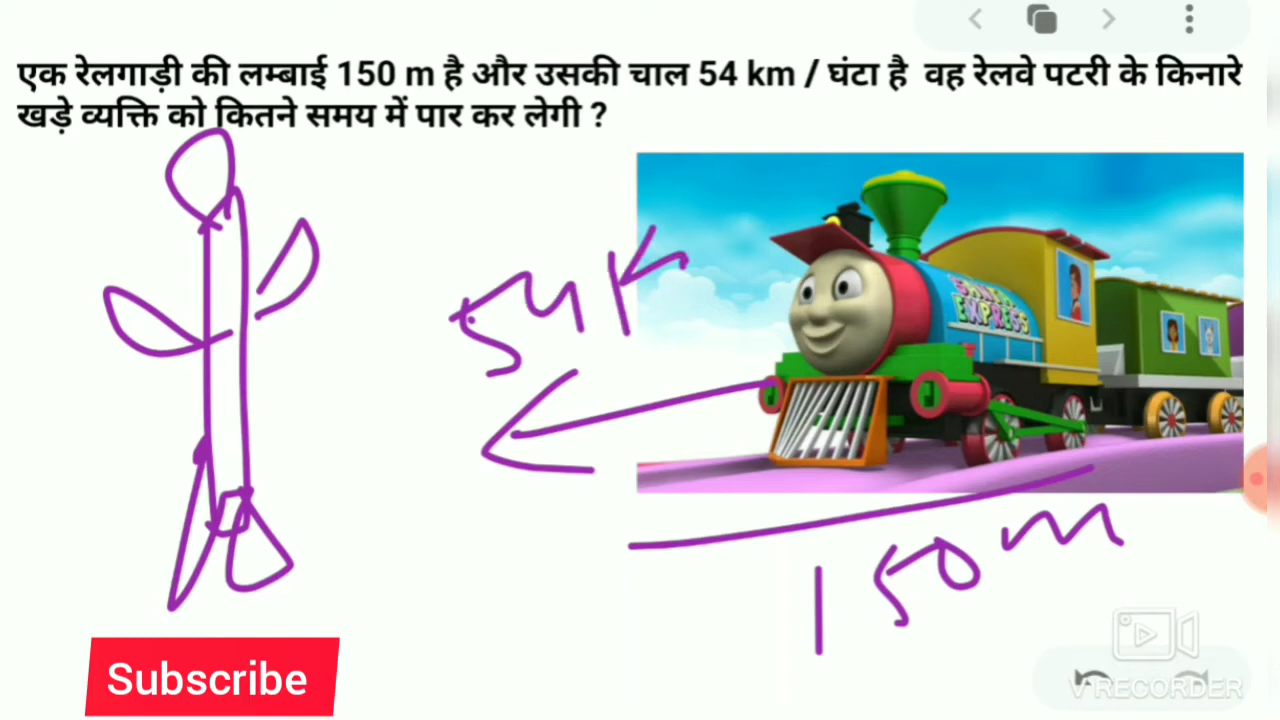 एक रेलगाड़ी की लम्बाई 150 m है और उसकी चाल 54 km / घंटा है वह रेलवे पटरी के किनारे
खड़े व्यक्ति को कितने समय में पार कर लेगी ?
54K
EXPRESS
150m
Subscribe
V RECORDER